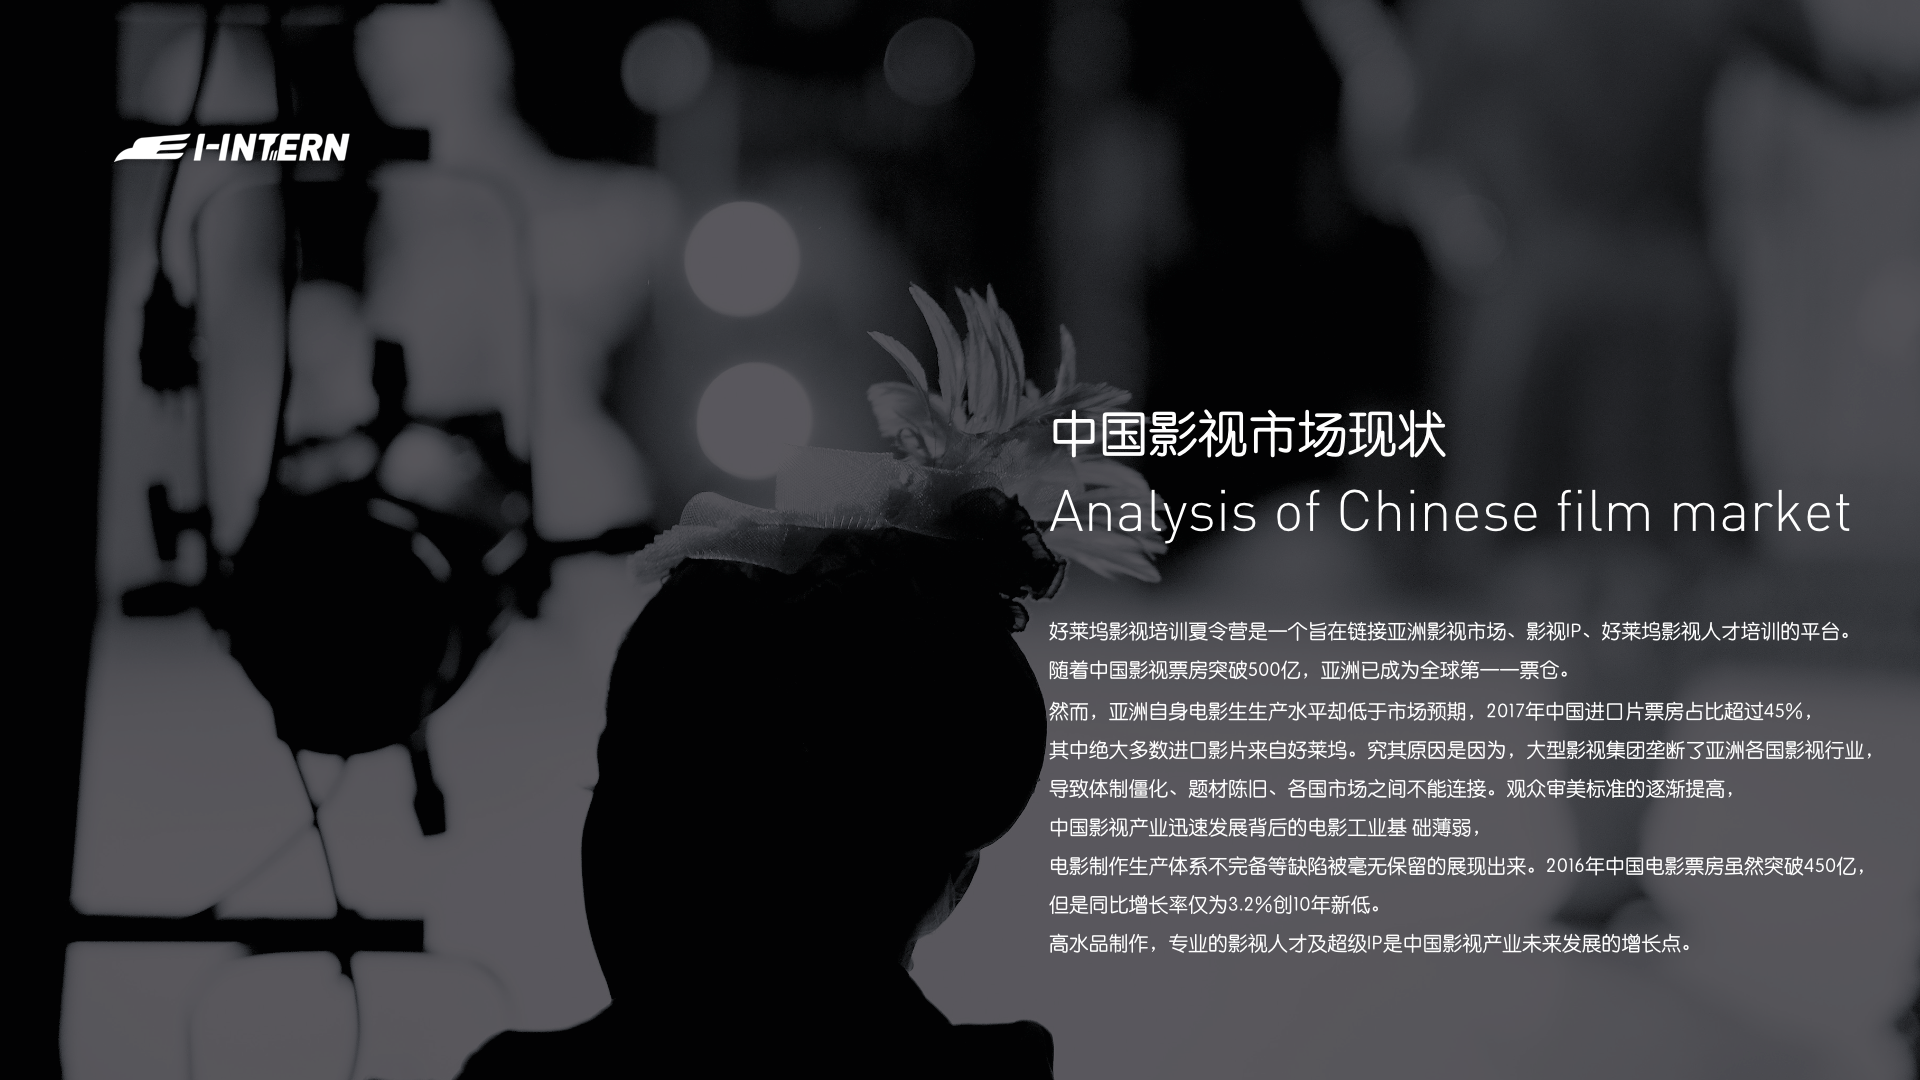 I-INTERN
中国影视市场现状
Analysis of Chinese film market
好莱坞影视培训夏令营是一个旨在链接亚洲影视市场、影视IP、好莱坞影视人才培训的平台。
随着中国影视票房突破500亿，亚洲已成为全球第一一票仓。
然而，亚洲自身电影生生产水平却低于市场预期，2017年中国进口片票房占比超过45%，
其中绝大多数进口影片来自好莱坞。究其原因是因为，大型影视集团垄断了亚洲各国影视行业，
导致体制僵化、题材陈旧、各国市场之间不能连接。观众审美标准的逐渐提高，
中国影视产业迅速发展背后的电影工业基 础薄弱，
电影制作生产体系不完备等缺陷被毫无保留的展现出来。2016年中国电影票房虽然突破450亿，
但是同比增长率仅为3.2%创10年新低。
高水品制作，专业的影视人才及超级IP是中国影视产业未来发展的增长点。